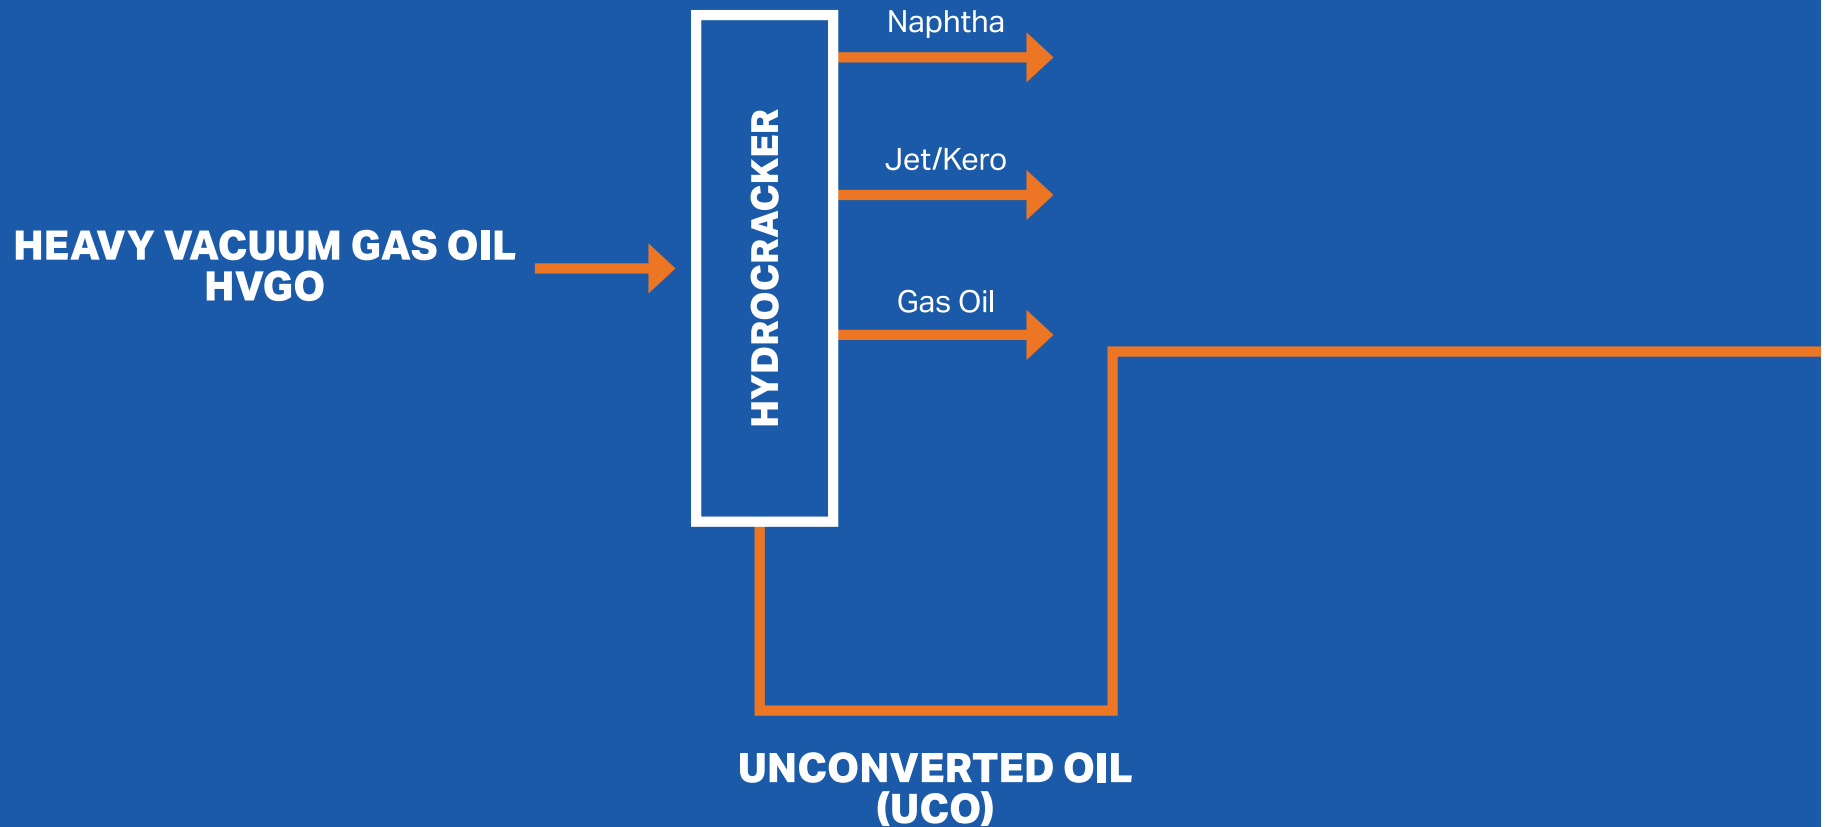 Naphtha
HYDROCRACKER
Jet/Kero
HEAVY VACUUM GAS OIL
HVGO
Gas Oil
UNCONVERTED OIL
(UCO)